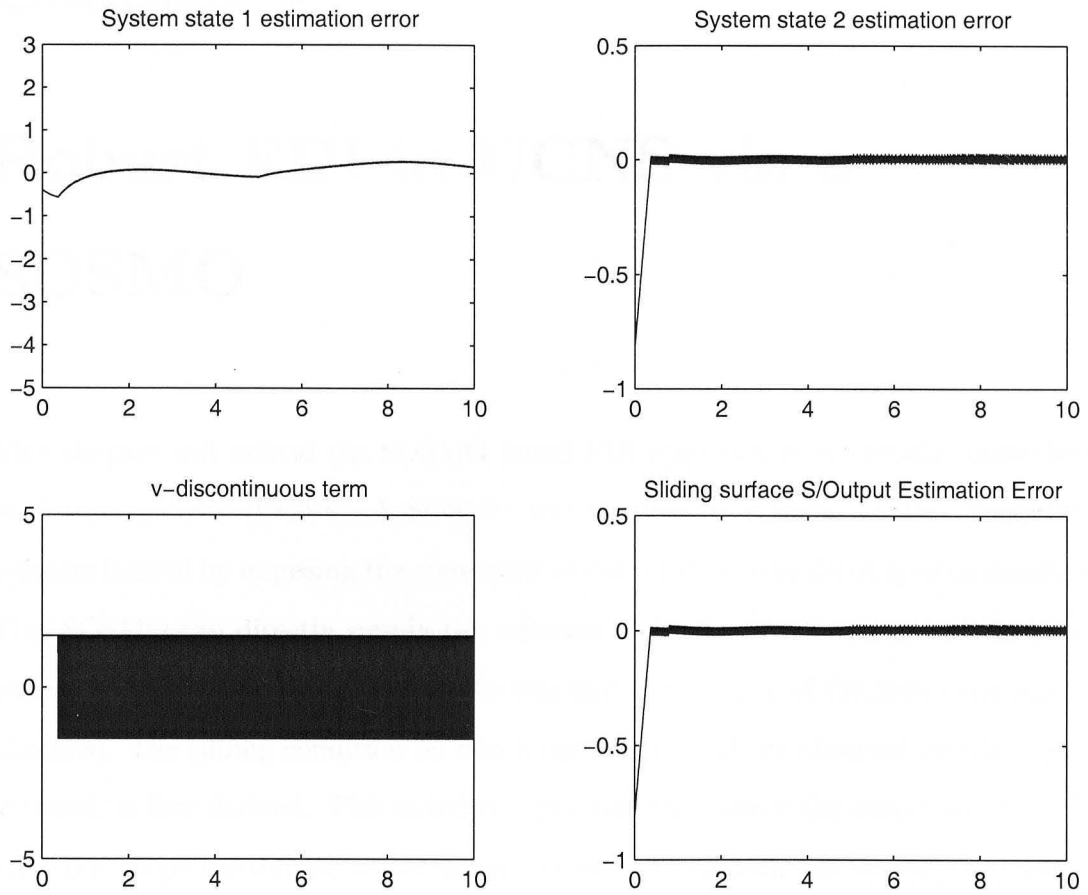 System state 1 estimation error
3
2
1
0
−1
−2
−3
−4
−5
0 2 4 6 8 10
System state 2 estimation error
0.5
0
−0.5
−1
0 2 4 6 8 10
v−discontinuous term
5
0
−5
0 2 4 6 8 10
Sliding surface S/Output Estimation Error
0.5
0
−0.5
−1
0 2 4 6 8 10